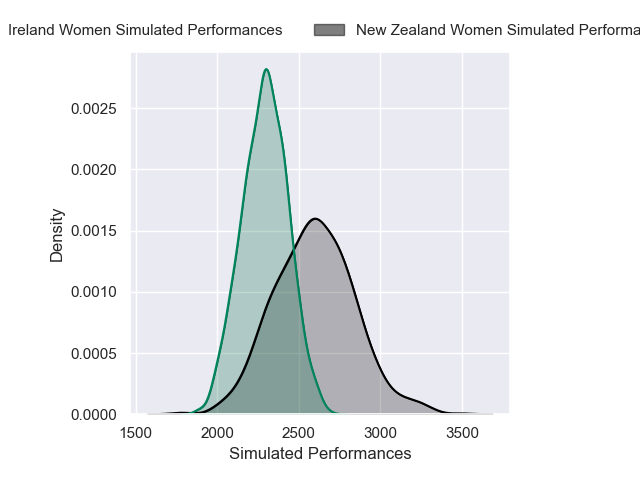 Ireland Women Simulated Performances New Zealand Women Simulated Performa
0.0025
0.0020
0.0015
0.0010
0.0005
0.0000
Density
1500 2000 2500 3000 3500
Simulated Performances